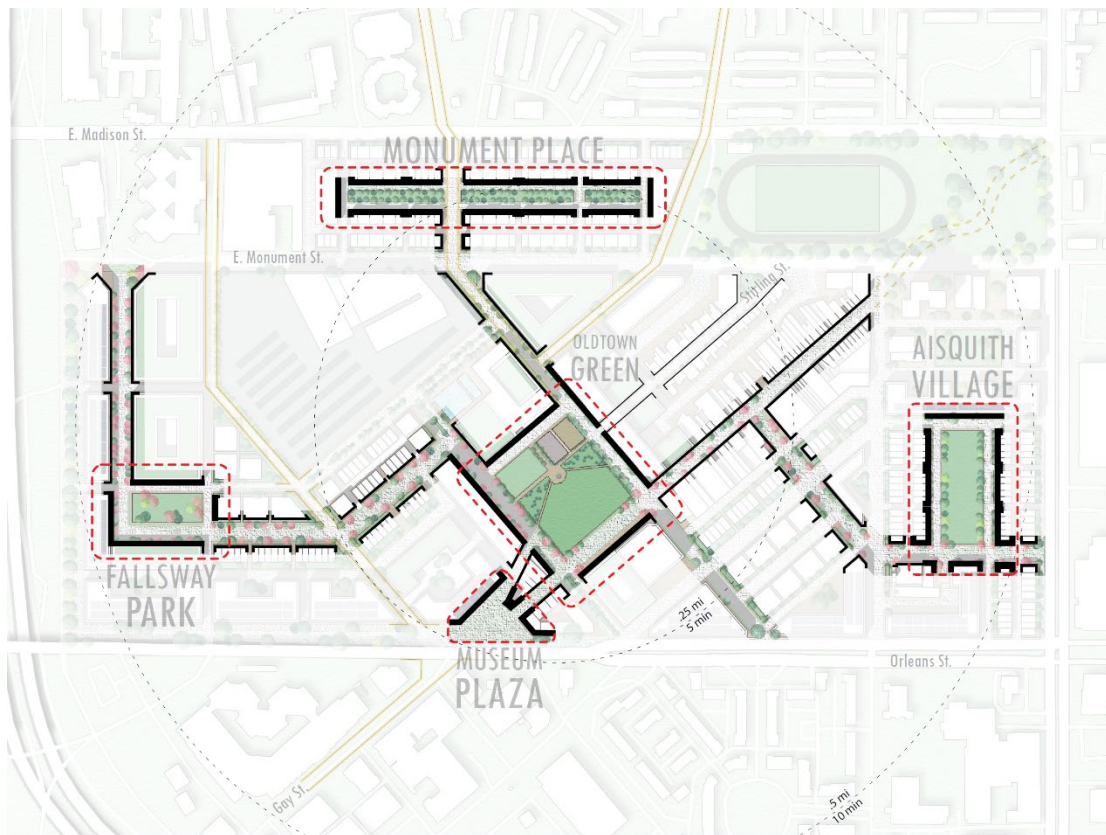 E. Madison St.
MONUMENT PLACE
E. Monument St.
Stirling St.
OLDTOWN
GREEN
AISQUITH
VILLAGE
FALLSWAY
PARK
.25 mi
5 min
MUSEUM
PLAZA
Orleans St.
Gay St.
.5 mi
10 min